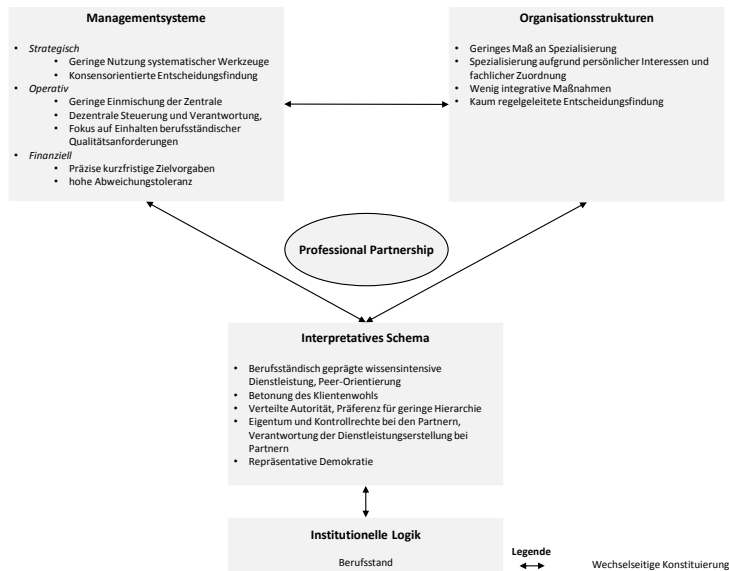 Managementsysteme
• Strategisch
• Geringe Nutzung systematischer Werkzeuge
• Konsensorientierte Entscheidungsfindung
• Operativ
• Geringe Einmischung der Zentrale
• Dezentrale Steuerung und Verantwortung,
• Fokus auf Einhalten berufsständischer
Qualitätsanforderungen
• Finanziell
• Präzise kurzfristige Zielvorgaben
• hohe Abweichungstoleranz
Organisationsstrukturen
• Geringes Maß an Spezialisierung
• Spezialisierung aufgrund persönlicher Interessen und
fachlicher Zuordnung
• Wenig integrative Maßnahmen
• Kaum regelgeleitete Entscheidungsfindung
Professional Partnership
Interpretatives Schema
• Berufsständisch geprägte wissensintensive
Dienstleistung, Peer-Orientierung
• Betonung des Klientenwohls
• Verteilte Autorität, Präferenz für geringe Hierarchie
• Eigentum und Kontrollrechte bei den Partnern,
Verantwortung der Dienstleistungserstellung bei
Partnern
• Repräsentative Demokratie
Institutionelle Logik
Berufsstand
Legende
Wechselseitige Konstituierung